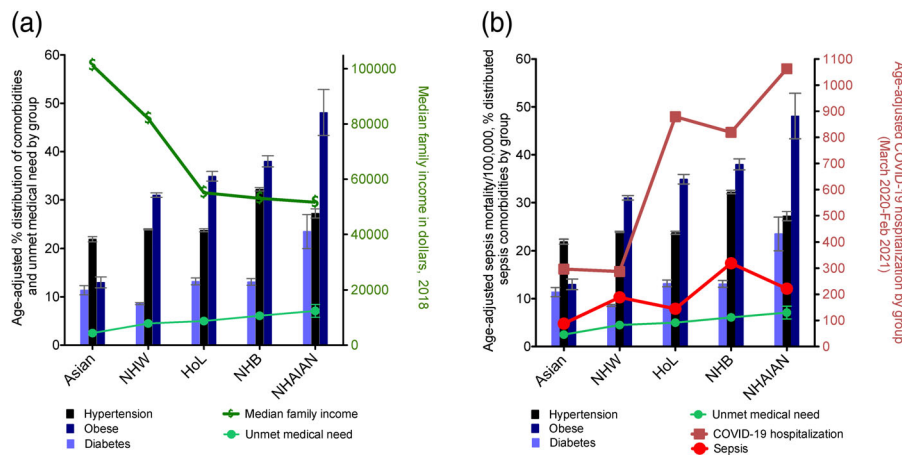 (a)
60
50
40
30
20
10
0
Age-adjusted % distribution of comorbidities
and unmet medical need by group
100000
80000
60000
40000
20000
0
Median family income in dollars, 2018
$
$
$
$
$
Asian
NHW
HoL
NHB
NHAIAN
Hypertension
Obese
Diabetes
$ Median family income
Unmet medical need
(b)
60
50
40
30
20
10
0
Age-adjusted sepsis mortality/100,000, % distributed
sepsis comorbidities by group
1100
1000
900
800
700
600
500
400
300
200
100
0
Age-adjusted COVID-19 hospitalization by group
(March 2020-Feb 2021)
Asian
NHW
HoL
NHB
NHAIAN
Hypertension
Obese
Diabetes
Unmet medical need
COVID-19 hospitalization
Sepsis